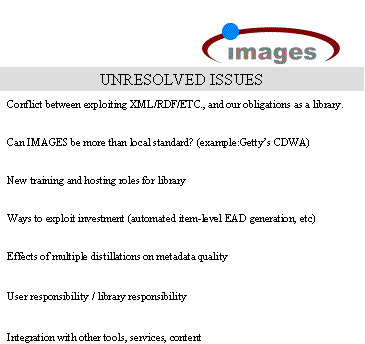 images
UNRESOLVED ISSUES
Conflict between exploiting XML/RDF/ETC., and our obligations as a library.
Can IMAGES be more than local standard? (example:Getty's CDWA)
New training and hosting roles for library
Ways to exploit investment (automated item-level EAD generation, etc)
Effects of multiple distillations on metadata quality
User responsibility / library responsibility
Integration with other tools, services, content